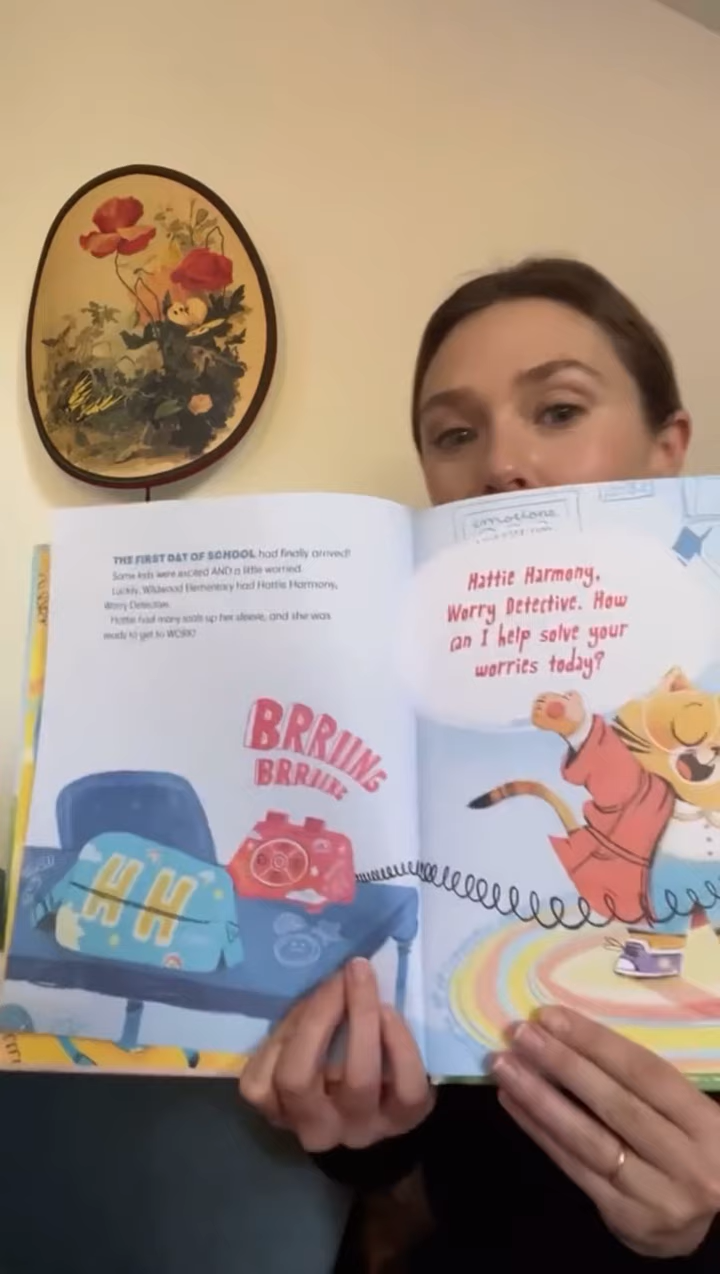 THE FIRST DAY OF SCHOOL had finally arrived!
Some kids were excited AND a little worried.
Luckily, Wildwood Elementary had Hattie Harmony,
Worry Detective.
Hattie had many tools up her sleeve, and she was
ready to get to WORK!
BRRIING
BRRIIN
HH
emotions
Hattie Harmony,
Worry Detective. How
can I help solve your
worries today?